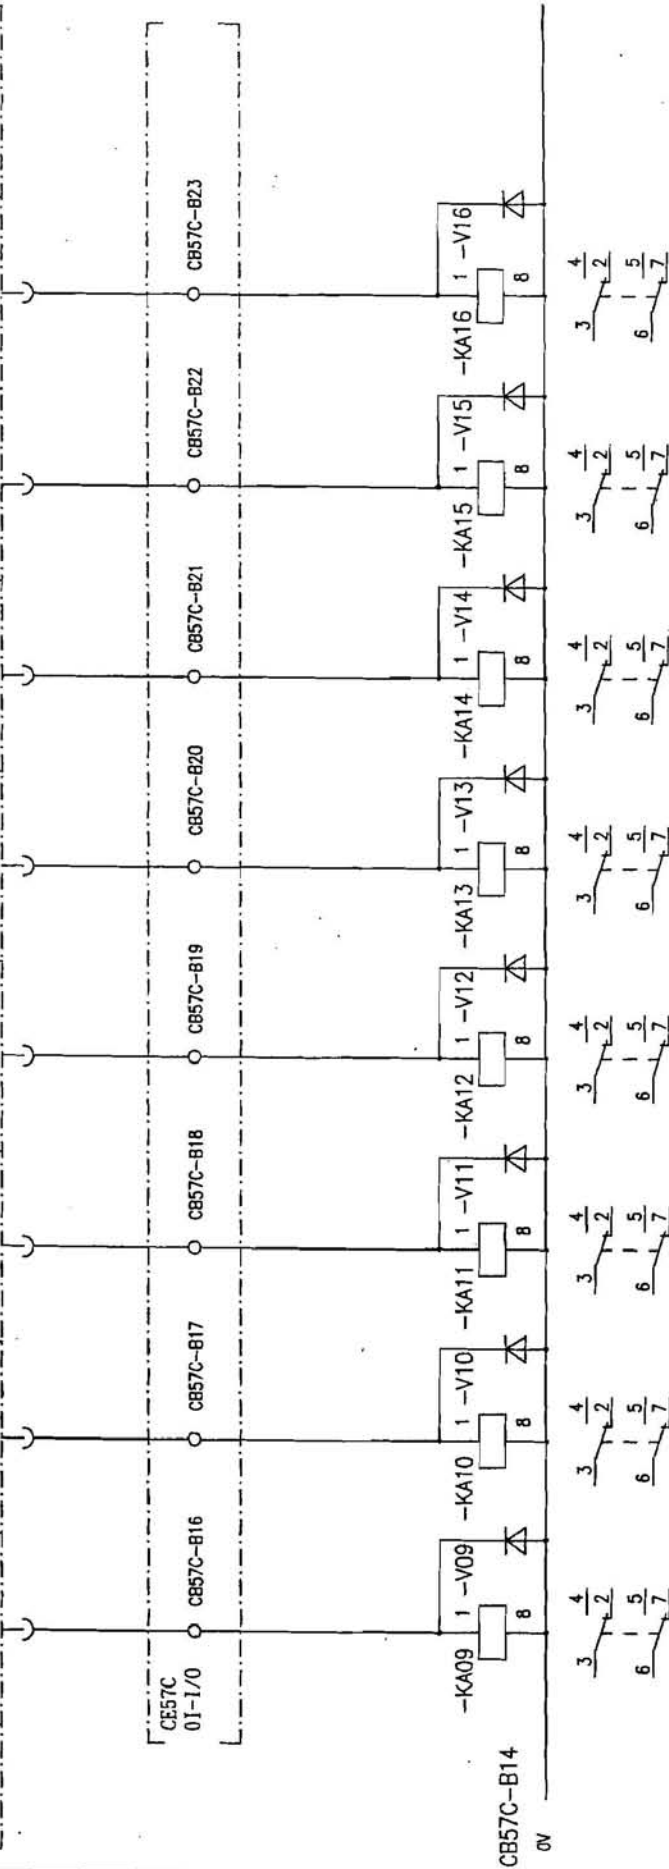 CE57C
OI-I/O
CB57C-B16
CB57C-B17
CB57C-B18
CB57C-B19
CB57C-B20
CB57C-B21
CB57C-B22
CB57C-B23
-KA09 1 -V09
8
-KA10 1 -V10
8
-KA11 1 -V11
8
-KA12 1 -V12
8
-KA13 1 -V13
8
-KA14 1 -V14
8
-KA15 1 -V15
8
-KA16 1 -V16
8
CB57C-B14
0V
3 4 2
6 5 7
3 4 2
6 5 7
3 4 2
6 5 7
3 4 2
6 5 7
3 4 2
6 5 7
3 4 2
6 5 7
3 4 2
6 5 7
3 4 2
6 5 7